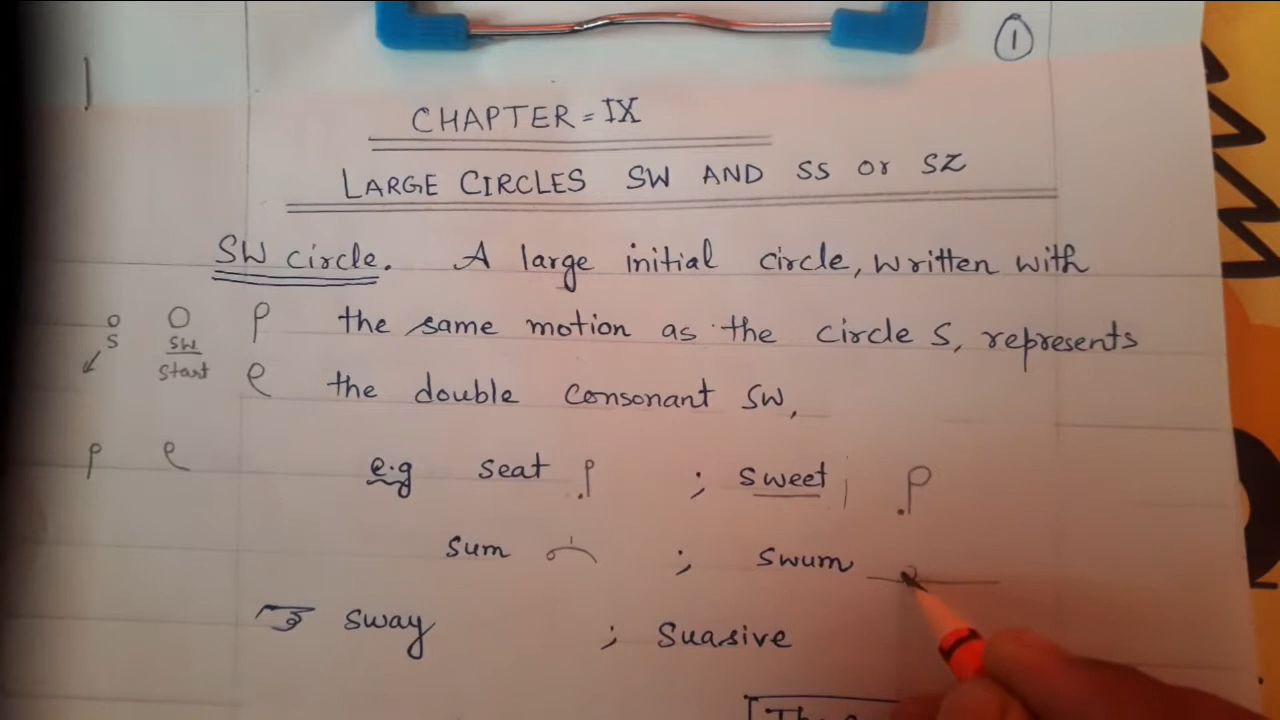 1
CHAPTER = IX
LARGE CIRCLES SW AND SS or SZ
SW circle. A large initial circle, written with
the same motion as the circle S, represents
S SW
start
the double consonant SW,
e.g seat ; sweet
sum ; swum
sway ; Suasive